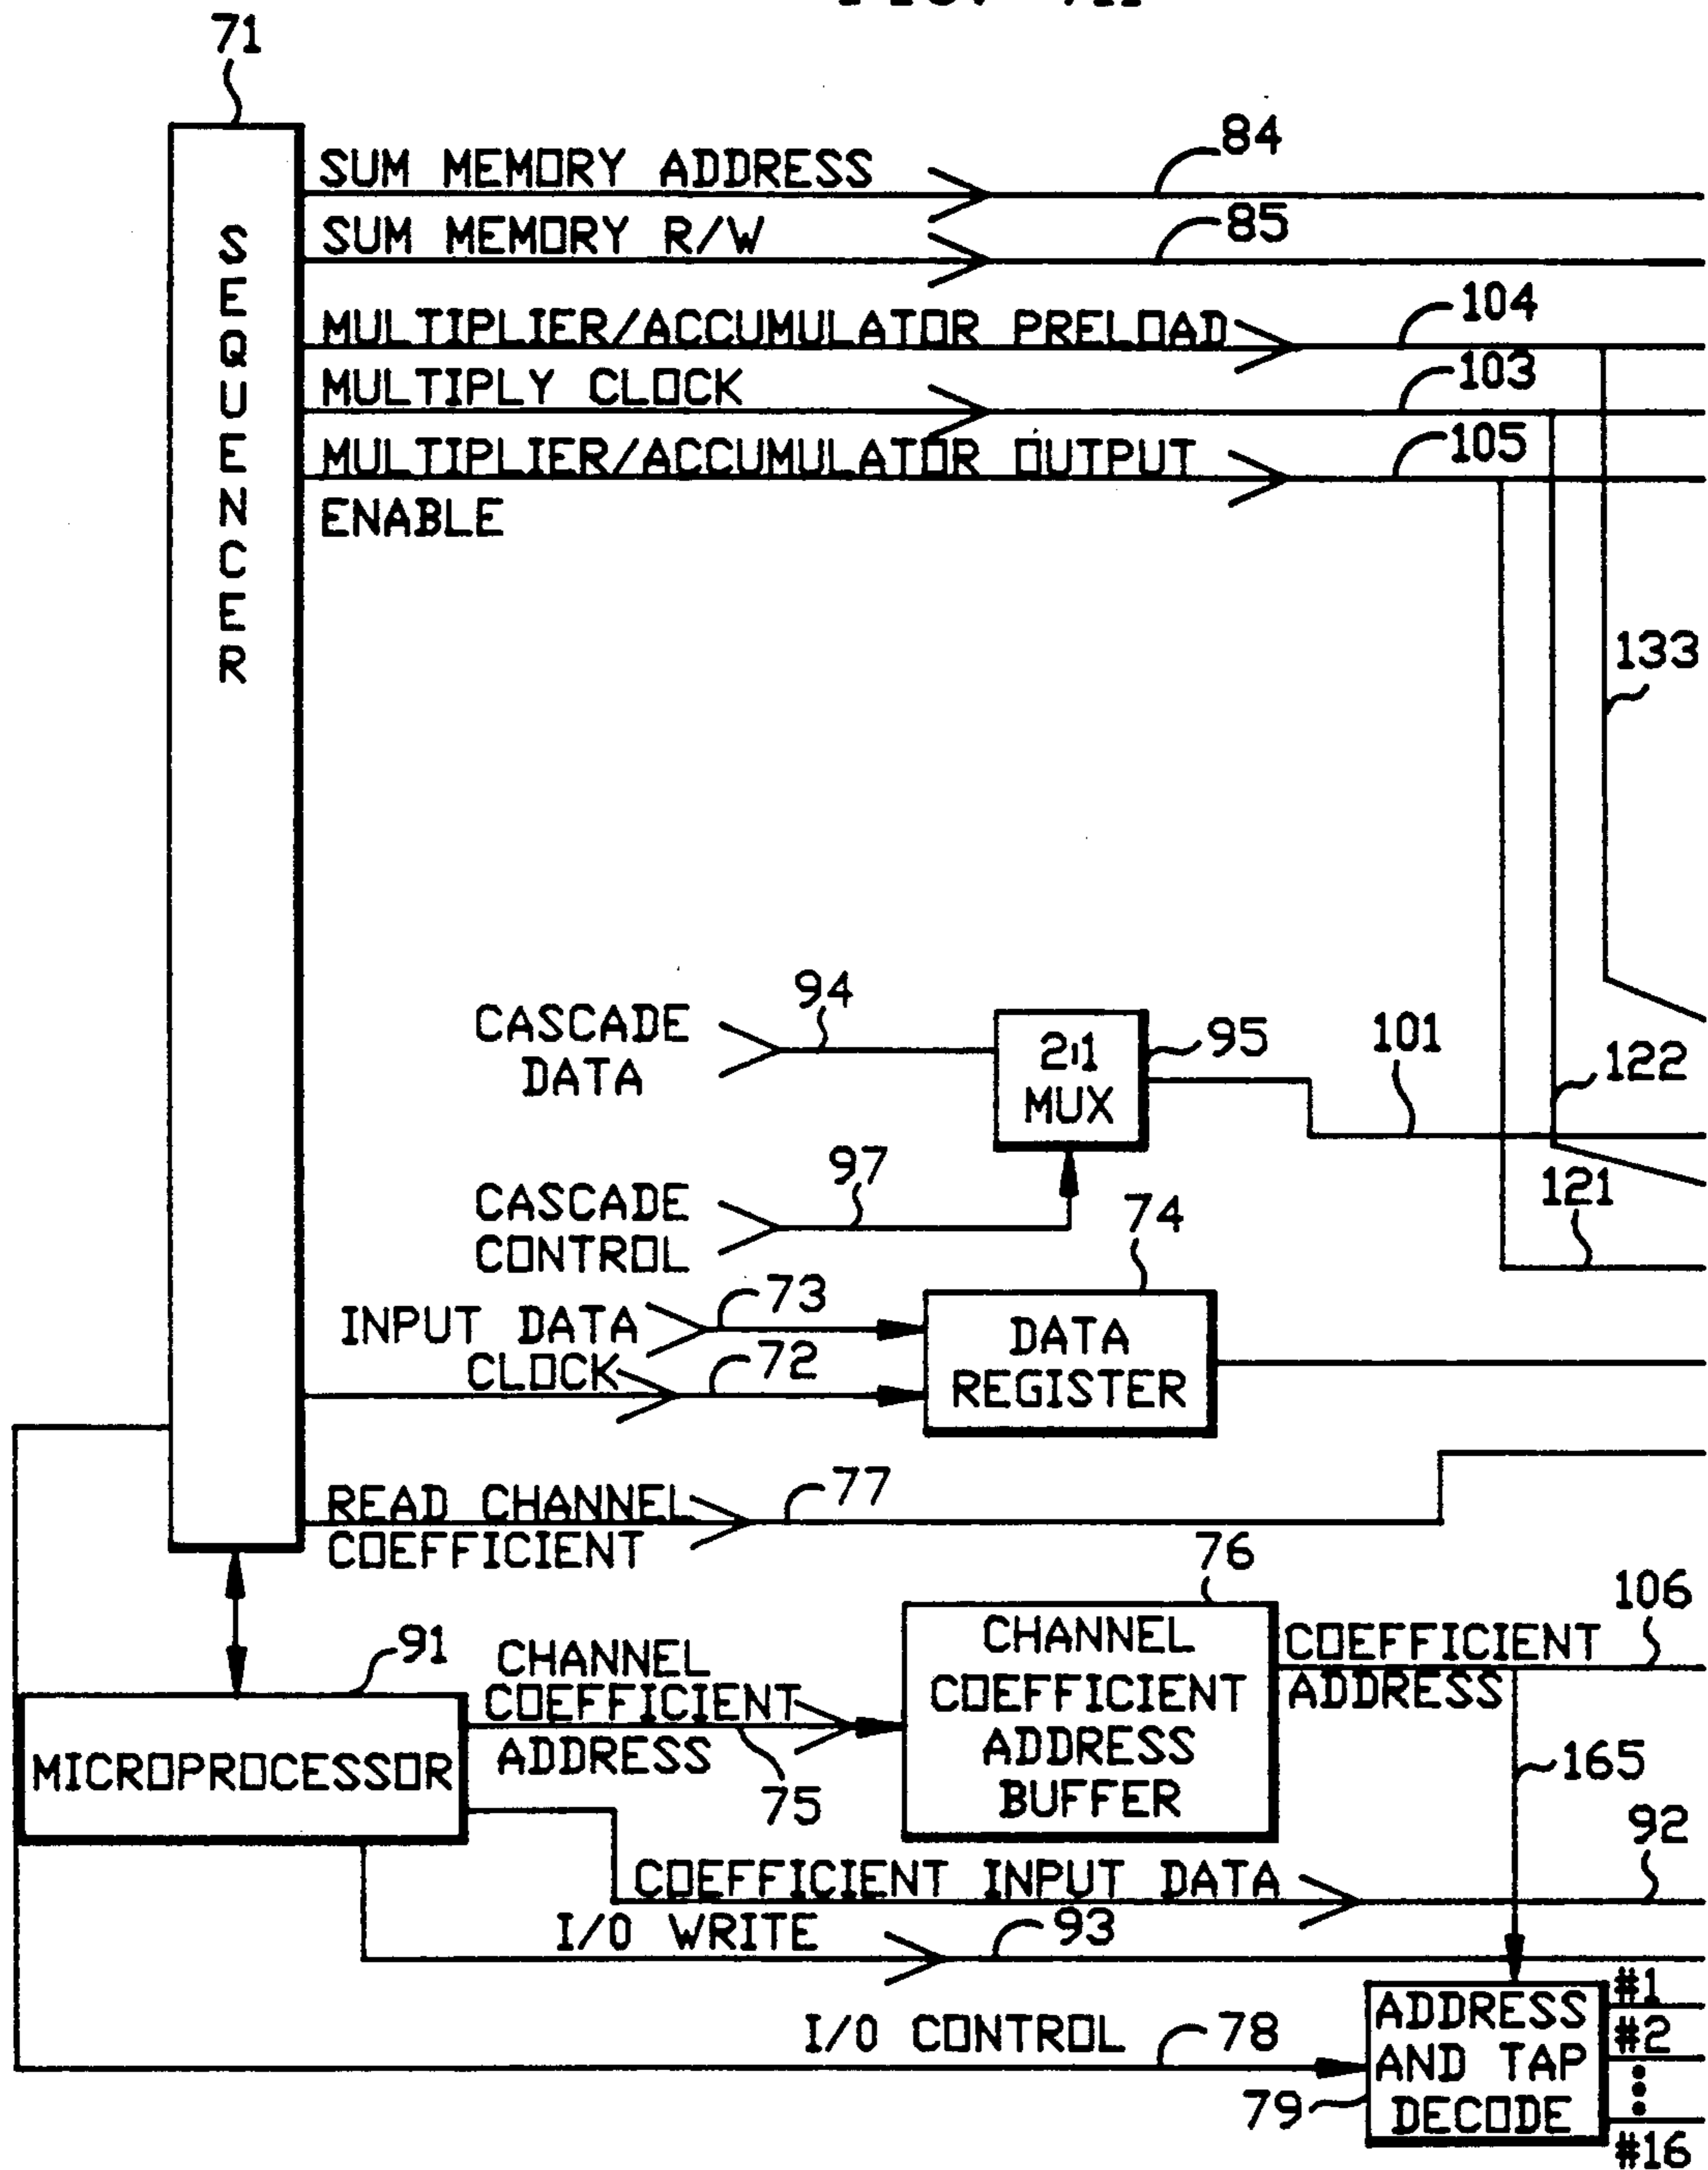 71
SEQUENCER
SUM MEMORY ADDRESS
84
SUM MEMORY R/W
85
MULTIPLIER/ACCUMULATOR PRELOAD
104
MULTIPLY CLOCK
103
MULTIPLIER/ACCUMULATOR OUTPUT
ENABLE
105
133
CASCADE
DATA
94
2:1
MUX
95
101
122
CASCADE
CONTROL
97
121
74
INPUT DATA
73
CLOCK
72
DATA
REGISTER
READ CHANNEL
COEFFICIENT
77
76
91
MICROPROCESSOR
CHANNEL
COEFFICIENT
ADDRESS
75
CHANNEL
COEFFICIENT
ADDRESS
BUFFER
COEFFICIENT
ADDRESS
106
165
92
COEFFICIENT INPUT DATA
I/O WRITE
93
I/O CONTROL
78
79
ADDRESS
AND TAP
DECODE
#1
#2
#16